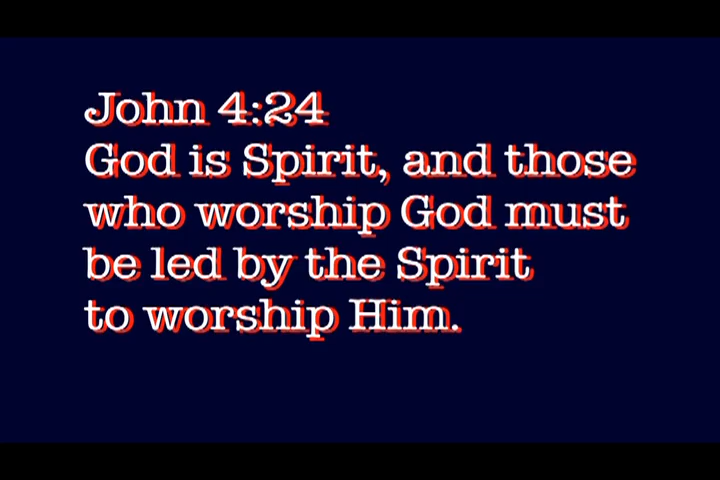 John 4:24
God is Spirit, and those
who worship God must
be led by the Spirit
to worship Him.